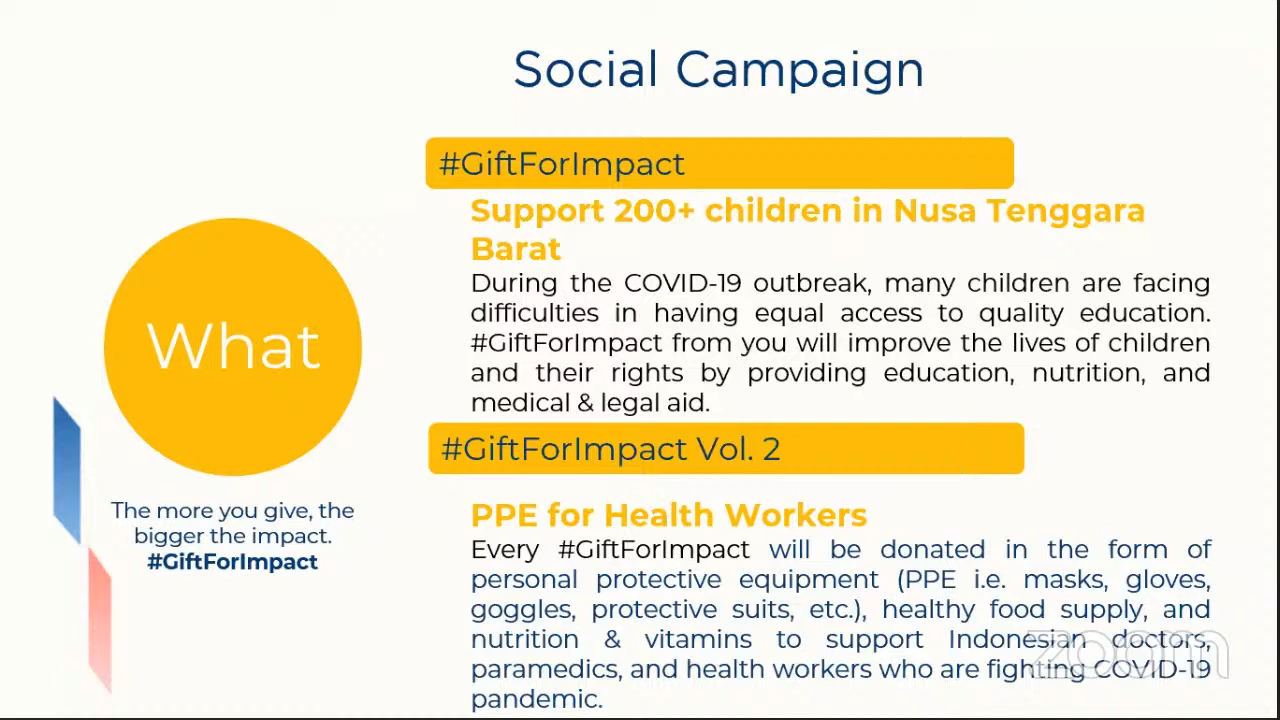 Social Campaign
#GiftForImpact
Support 200+ children in Nusa Tenggara
Barat
During the COVID-19 outbreak, many children are facing
difficulties in having equal access to quality education.
#GiftForImpact from you will improve the lives of children
and their rights by providing education, nutrition, and
medical & legal aid.
What
The more you give, the
bigger the impact.
#GiftForImpact
#GiftForImpact Vol. 2
PPE for Health Workers
Every #GiftForImpact will be donated in the form of
personal protective equipment (PPE i.e. masks, gloves,
goggles, protective suits, etc.), healthy food supply, and
nutrition & vitamins to support Indonesian doctors,
paramedics, and health workers who are fighting COVID-19
pandemic.
zoom